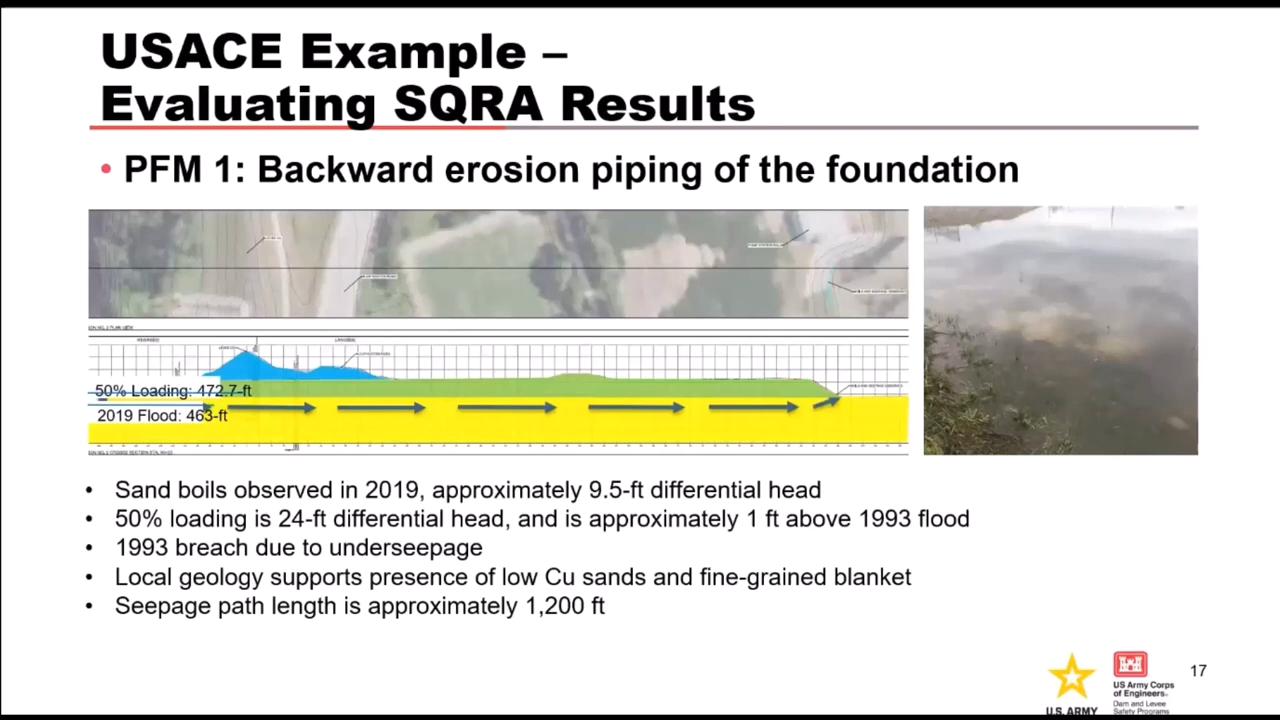 USACE Example –
Evaluating SQRA Results
• PFM 1: Backward erosion piping of the foundation
50% Loading: 472.7-ft
2019 Flood: 463-ft
• Sand boils observed in 2019, approximately 9.5-ft differential head
• 50% loading is 24-ft differential head, and is approximately 1 ft above 1993 flood
• 1993 breach due to underseepage
• Local geology supports presence of low Cu sands and fine-grained blanket
• Seepage path length is approximately 1,200 ft
U.S. ARMY
US Army Corps
of Engineers®
Dam and Levee
Safety Programs
17